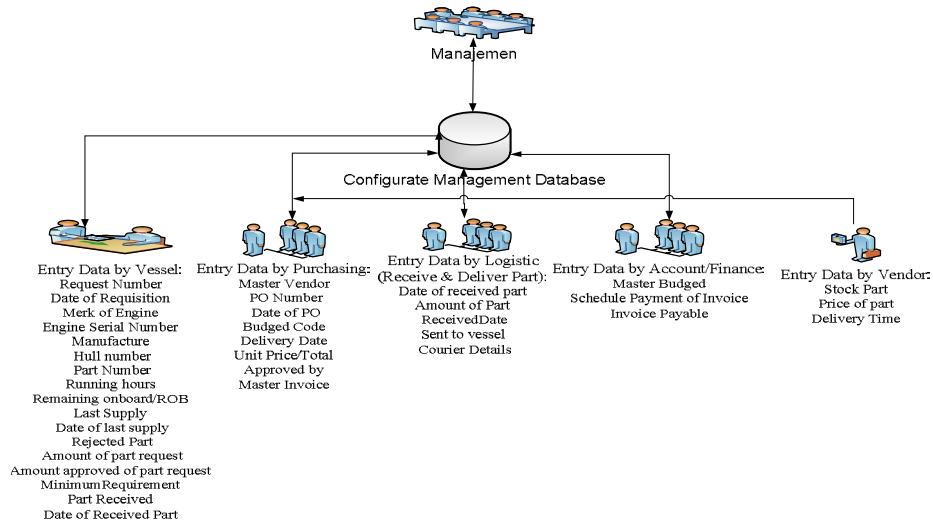 Manajemen
Configurate Management Database
Entry Data by Vessel:
Request Number
Date of Requisition
Merk of Engine
Engine Serial Number
Manufacture
Hull number
Part Number
Running hours
Remaining onboard/ROB
Last Supply
Date of last supply
Rejected Part
Amount of part request
Amount approved of part request
MinimumRequirement
Part Received
Date of Received Part
Entry Data by Purchasing:
Master Vendor
PO Number
Date of PO
Budged Code
Delivery Date
Unit Price/Total
Approved by
Master Invoice
Entry Data by Logistic
(Receive & Deliver Part):
Date of received part
Amount of Part
ReceivedDate
Sent to vessel
Courier Details
Entry Data by Account/Finance:
Master Budged
Schedule Payment of Invoice
Invoice Payable
Entry Data by Vendor:
Stock Part
Price of part
Delivery Time